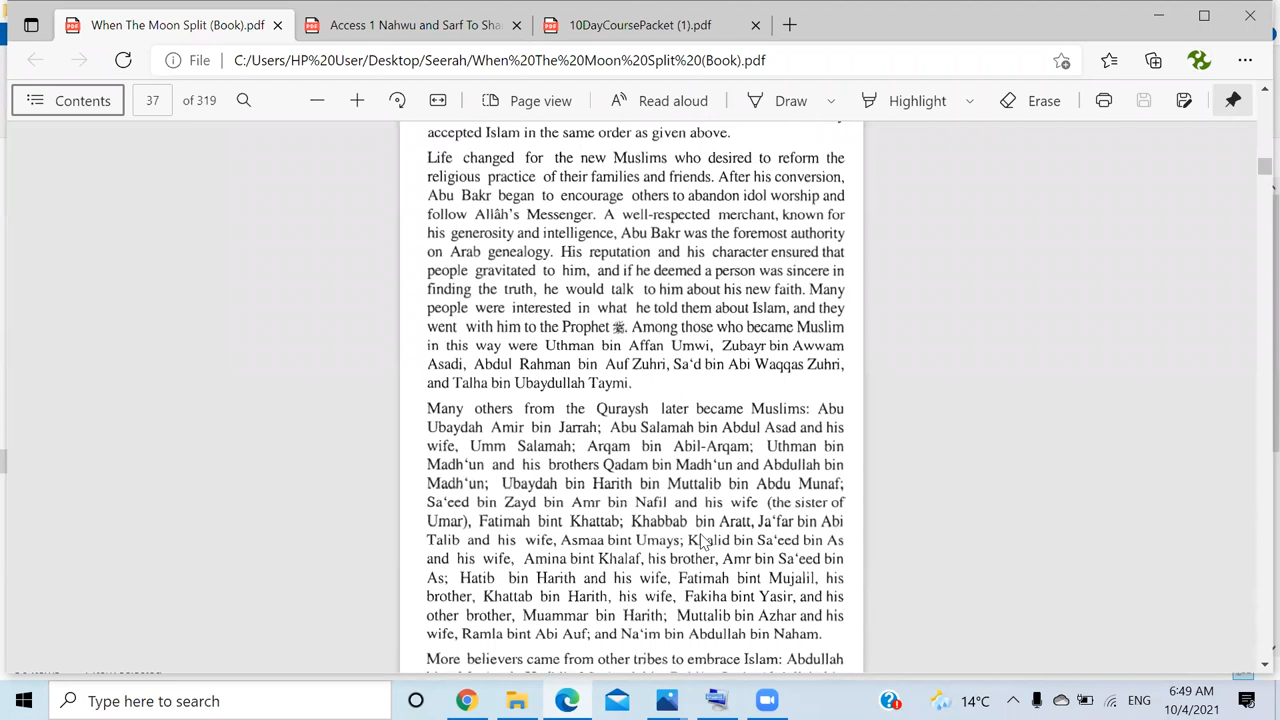 When The Moon Split (Book).pdf
Access 1 Nahwu and Sarf To Sha
10DayCoursePacket (1).pdf
File
C:/Users/HP%20User/Desktop/Seerah/When%20The%20Moon%20Split%20(Book).pdf
Contents
37 of 319
Page view
Read aloud
Draw
Highlight
Erase
accepted Islam in the same order as given above.
Life changed for the new Muslims who desired to reform the
religious practice of their families and friends. After his conversion,
Abu Bakr began to encourage others to abandon idol worship and
follow Allâh's Messenger. A well-respected merchant, known for
his generosity and intelligence, Abu Bakr was the foremost authority
on Arab genealogy. His reputation and his character ensured that
people gravitated to him, and if he deemed a person was sincere in
finding the truth, he would talk to him about his new faith. Many
people were interested in what he told them about Islam, and they
went with him to the Prophet ﷺ. Among those who became Muslim
in this way were Uthman bin Affan Umwi, Zubayr bin Awwam
Asadi, Abdul Rahman bin Auf Zuhri, Sa‘d bin Abi Waqqas Zuhri,
and Talha bin Ubaydullah Taymi.
Many others from the Quraysh later became Muslims: Abu
Ubaydah Amir bin Jarrah; Abu Salamah bin Abdul Asad and his
wife, Umm Salamah; Arqam bin Abil-Arqam; Uthman bin
Madh‘un and his brothers Qadam bin Madh‘un and Abdullah bin
Madh‘un; Ubaydah bin Harith bin Muttalib bin Abdu Munaf;
Sa‘eed bin Zayd bin Amr bin Nafil and his wife (the sister of
Umar), Fatimah bint Khattab; Khabbab bin Aratt, Ja‘far bin Abi
Talib and his wife, Asmaa bint Umays; Khalid bin Sa‘eed bin As
and his wife, Amina bint Khalaf, his brother, Amr bin Sa‘eed bin
As; Hatib bin Harith and his wife, Fatimah bint Mujalil, his
brother, Khattab bin Harith, his wife, Fakiha bint Yasir, and his
other brother, Muammar bin Harith; Muttalib bin Azhar and his
wife, Ramla bint Abi Auf; and Na‘im bin Abdullah bin Naham.
More believers came from other tribes to embrace Islam: Abdullah
Type here to search
14°C
ENG
6:49 AM
10/4/2021